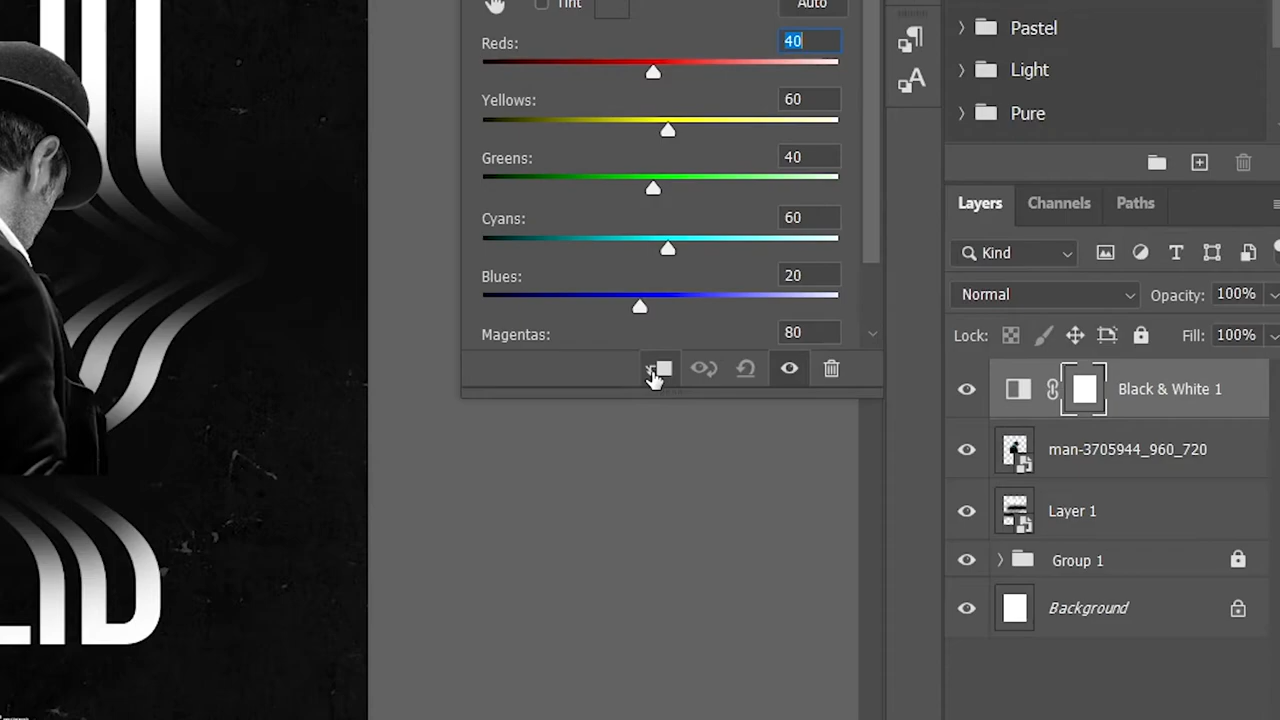 Tint
Auto
Reds:
40
Yellows:
60
Greens:
40
Cyans:
60
Blues:
20
Magentas:
80
Pastel
Light
Pure
Layers
Channels
Paths
Kind
Normal
Opacity:
100%
Lock:
Fill:
100%
Black & White 1
man-3705944_960_720
Layer 1
Group 1
Background